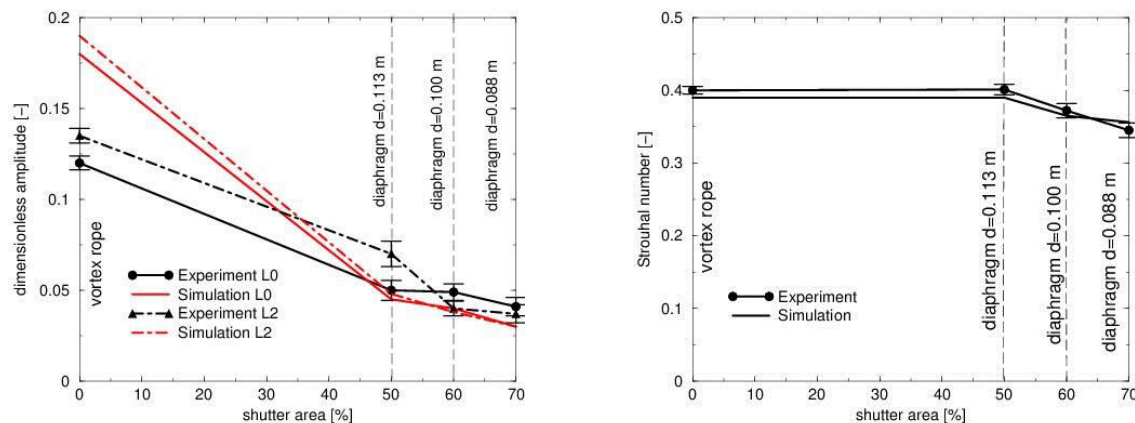 0.2
0.15
0.1
0.05
0
dimensionless amplitude [–]
vortex rope
diaphragm d=0.113 m
diaphragm d=0.100 m
diaphragm d=0.088 m
Experiment L0
Simulation L0
Experiment L2
Simulation L2
0 10 20 30 40 50 60 70
shutter area [%]
0.5
0.4
0.3
0.2
0.1
0
Strouhal number [–]
vortex rope
diaphragm d=0.113 m
diaphragm d=0.100 m
diaphragm d=0.088 m
Experiment
Simulation
0 10 20 30 40 50 60 70
shutter area [%]